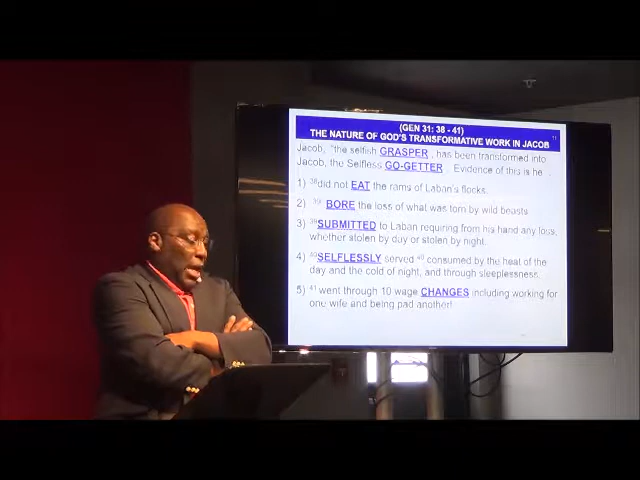 (GEN 31: 38 - 41)
THE NATURE OF GOD'S TRANSFORMATIVE WORK IN JACOB
Jacob, "the selfish GRASPER , has been transformed into
Jacob, the Selfless GO-GETTER . Evidence of this is he
1) 38did not EAT the rams of Laban's flocks.
2) 39 BORE the loss of what was torn by wild beasts
3) 39SUBMITTED to Laban requiring from his hand any loss,
whether stolen by day or stolen by night.
4) 40SELFLESSLY served 40 consumed by the heat of the
day and the cold of night, and through sleeplessness.
5) 41 went through 10 wage CHANGES including working for
one wife and being pad another!